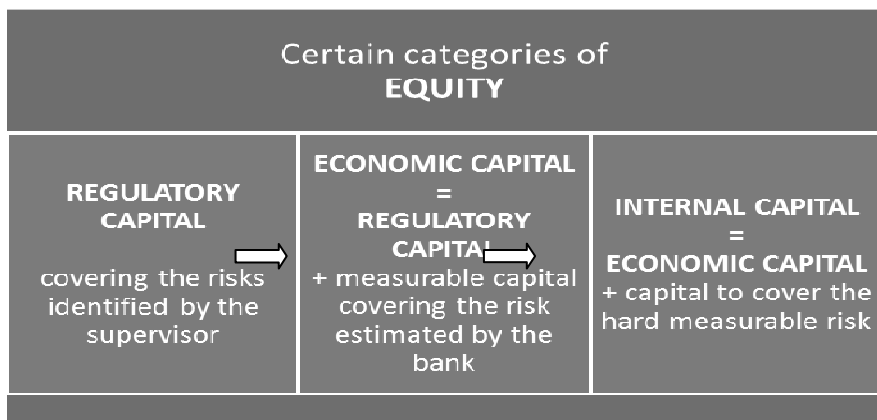 Certain categories of
EQUITY
REGULATORY
CAPITAL
covering the risks
identified by the
supervisor
ECONOMIC CAPITAL
=
REGULATORY
CAPITAL
+ measurable capital
covering the risk
estimated by the
bank
INTERNAL CAPITAL
=
ECONOMIC CAPITAL
+ capital to cover the
hard measurable risk